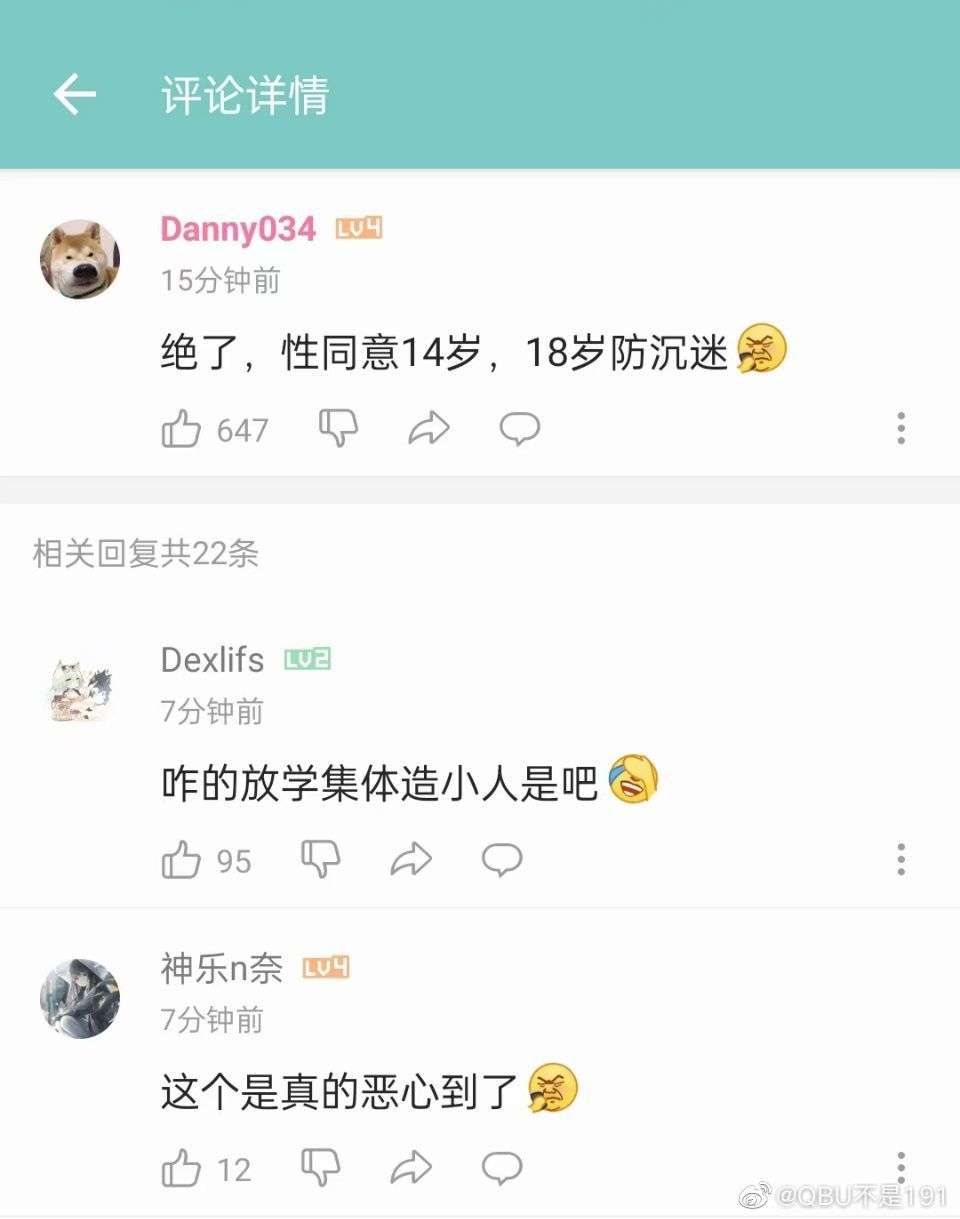 评论详情
Danny034 LV4
15分钟前
绝了，性同意14岁，18岁防沉迷
647
相关回复共22条
Dexlifs LV2
7分钟前
咋的放学集体造小人是吧
95
神乐n奈 LV4
7分钟前
这个是真的恶心到了
12
@QBU不是191